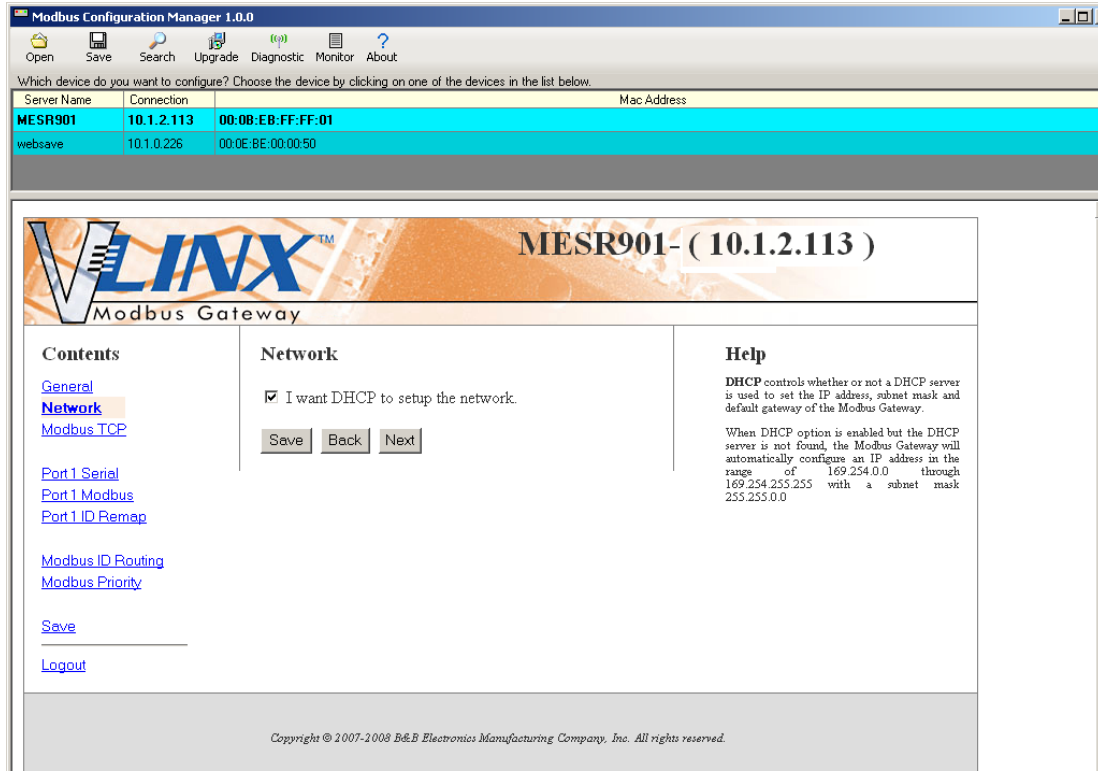 Modbus Configuration Manager 1.0.0
Open Save Search Upgrade Diagnostic Monitor About
Which device do you want to configure? Choose the device by clicking on one of the devices in the list below.
Server Name Connection Mac Address
MESR901 10.1.2.113 00:0B:EB:FF:FF:01
websave 10.1.0.226 00:0E:BE:00:00:50
VLINX™
Modbus Gateway
MESR901- ( 10.1.2.113 )
Contents
General
Network
Modbus TCP
Port 1 Serial
Port 1 Modbus
Port 1 ID Remap
Modbus ID Routing
Modbus Priority
Save
Logout
Network
I want DHCP to setup the network.
Save Back Next
Help
DHCP controls whether or not a DHCP server
is used to set the IP address, subnet mask and
default gateway of the Modbus Gateway.
When DHCP option is enabled but the DHCP
server is not found, the Modbus Gateway will
automatically configure an IP address in the
range of 169.254.0.0 through
169.254.255.255 with a subnet mask
255.255.0.0
Copyright © 2007-2008 B&B Electronics Manufacturing Company, Inc. All rights reserved.